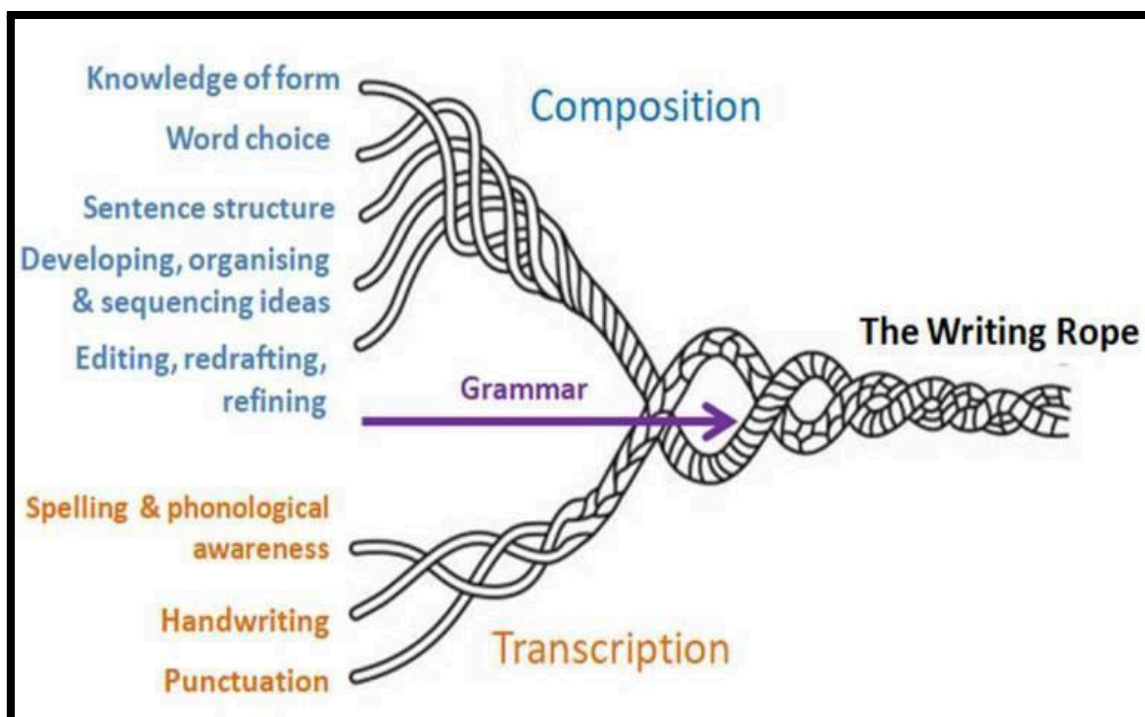 Knowledge of form
Composition
Word choice
Sentence structure
Developing, organising
& sequencing ideas
Editing, redrafting,
refining
The Writing Rope
Grammar
Spelling & phonological
awareness
Handwriting
Transcription
Punctuation